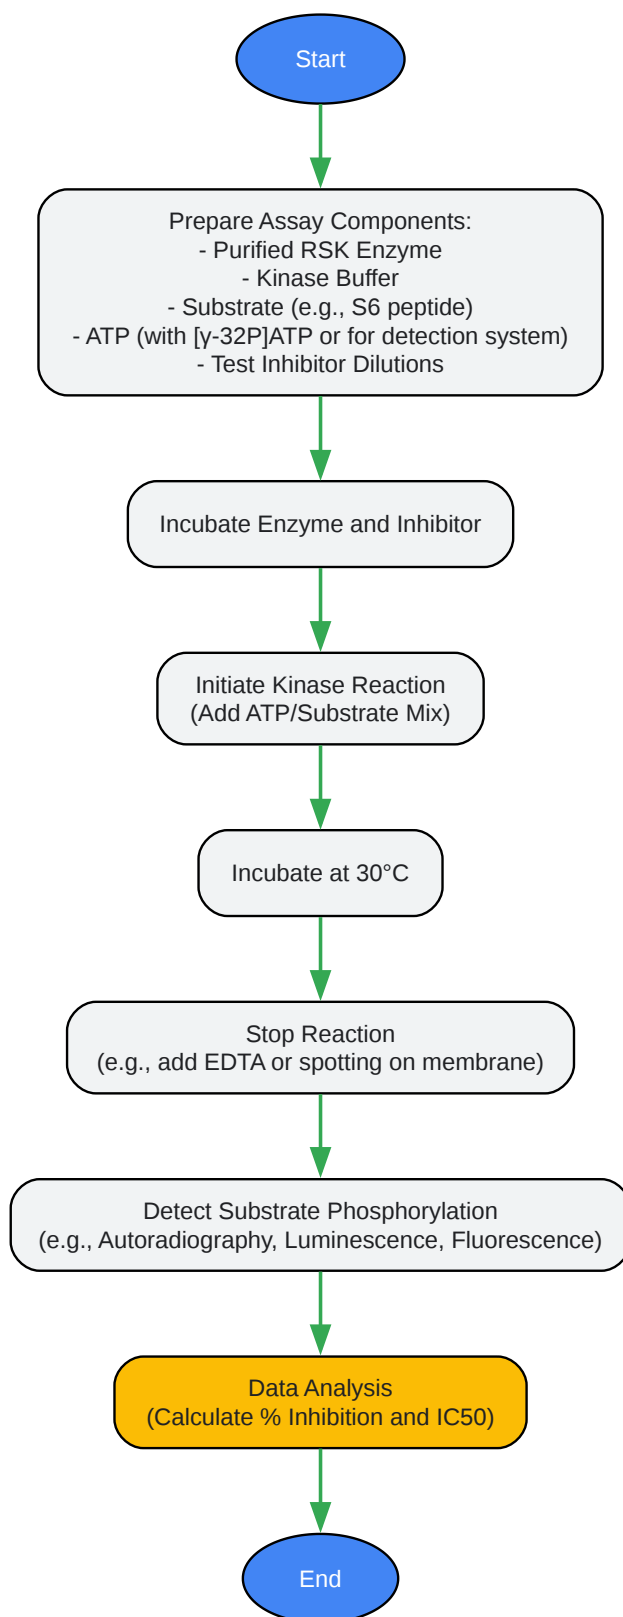 Start
Prepare Assay Components:
- Purified RSK Enzyme
- Kinase Buffer
- Substrate (e.g., S6 peptide)
- ATP (with [γ-32P]ATP or for detection system)
- Test Inhibitor Dilutions
Incubate Enzyme and Inhibitor
Initiate Kinase Reaction
(Add ATP/Substrate Mix)
Incubate at 30°C
Stop Reaction
(e.g., add EDTA or spotting on membrane)
Detect Substrate Phosphorylation
(e.g., Autoradiography, Luminescence, Fluorescence)
Data Analysis
(Calculate % Inhibition and IC50)
End